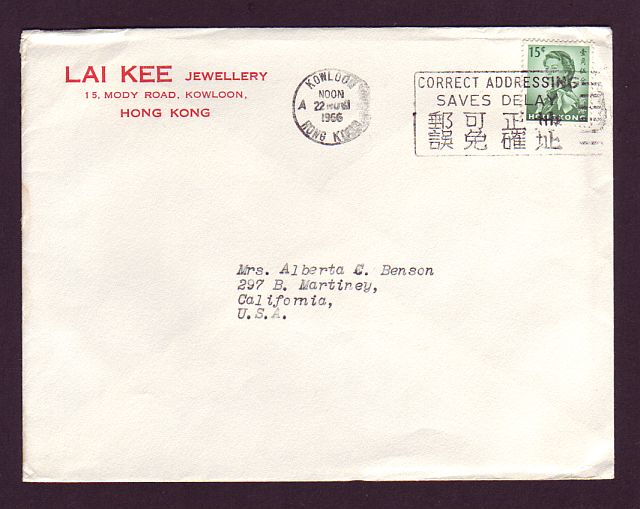 LAI KEE JEWELLERY
15, MODY ROAD, KOWLOON,
HONG KONG
KOWLOON
NOON
A 22
1966
HONG KONG
CORRECT ADDRESSING
SAVES DELAY
郵可正
誤免確址
15¢
HONG KONG
Mrs. Alberta C. Benson
297 B. Martiney,
California,
U.S.A.